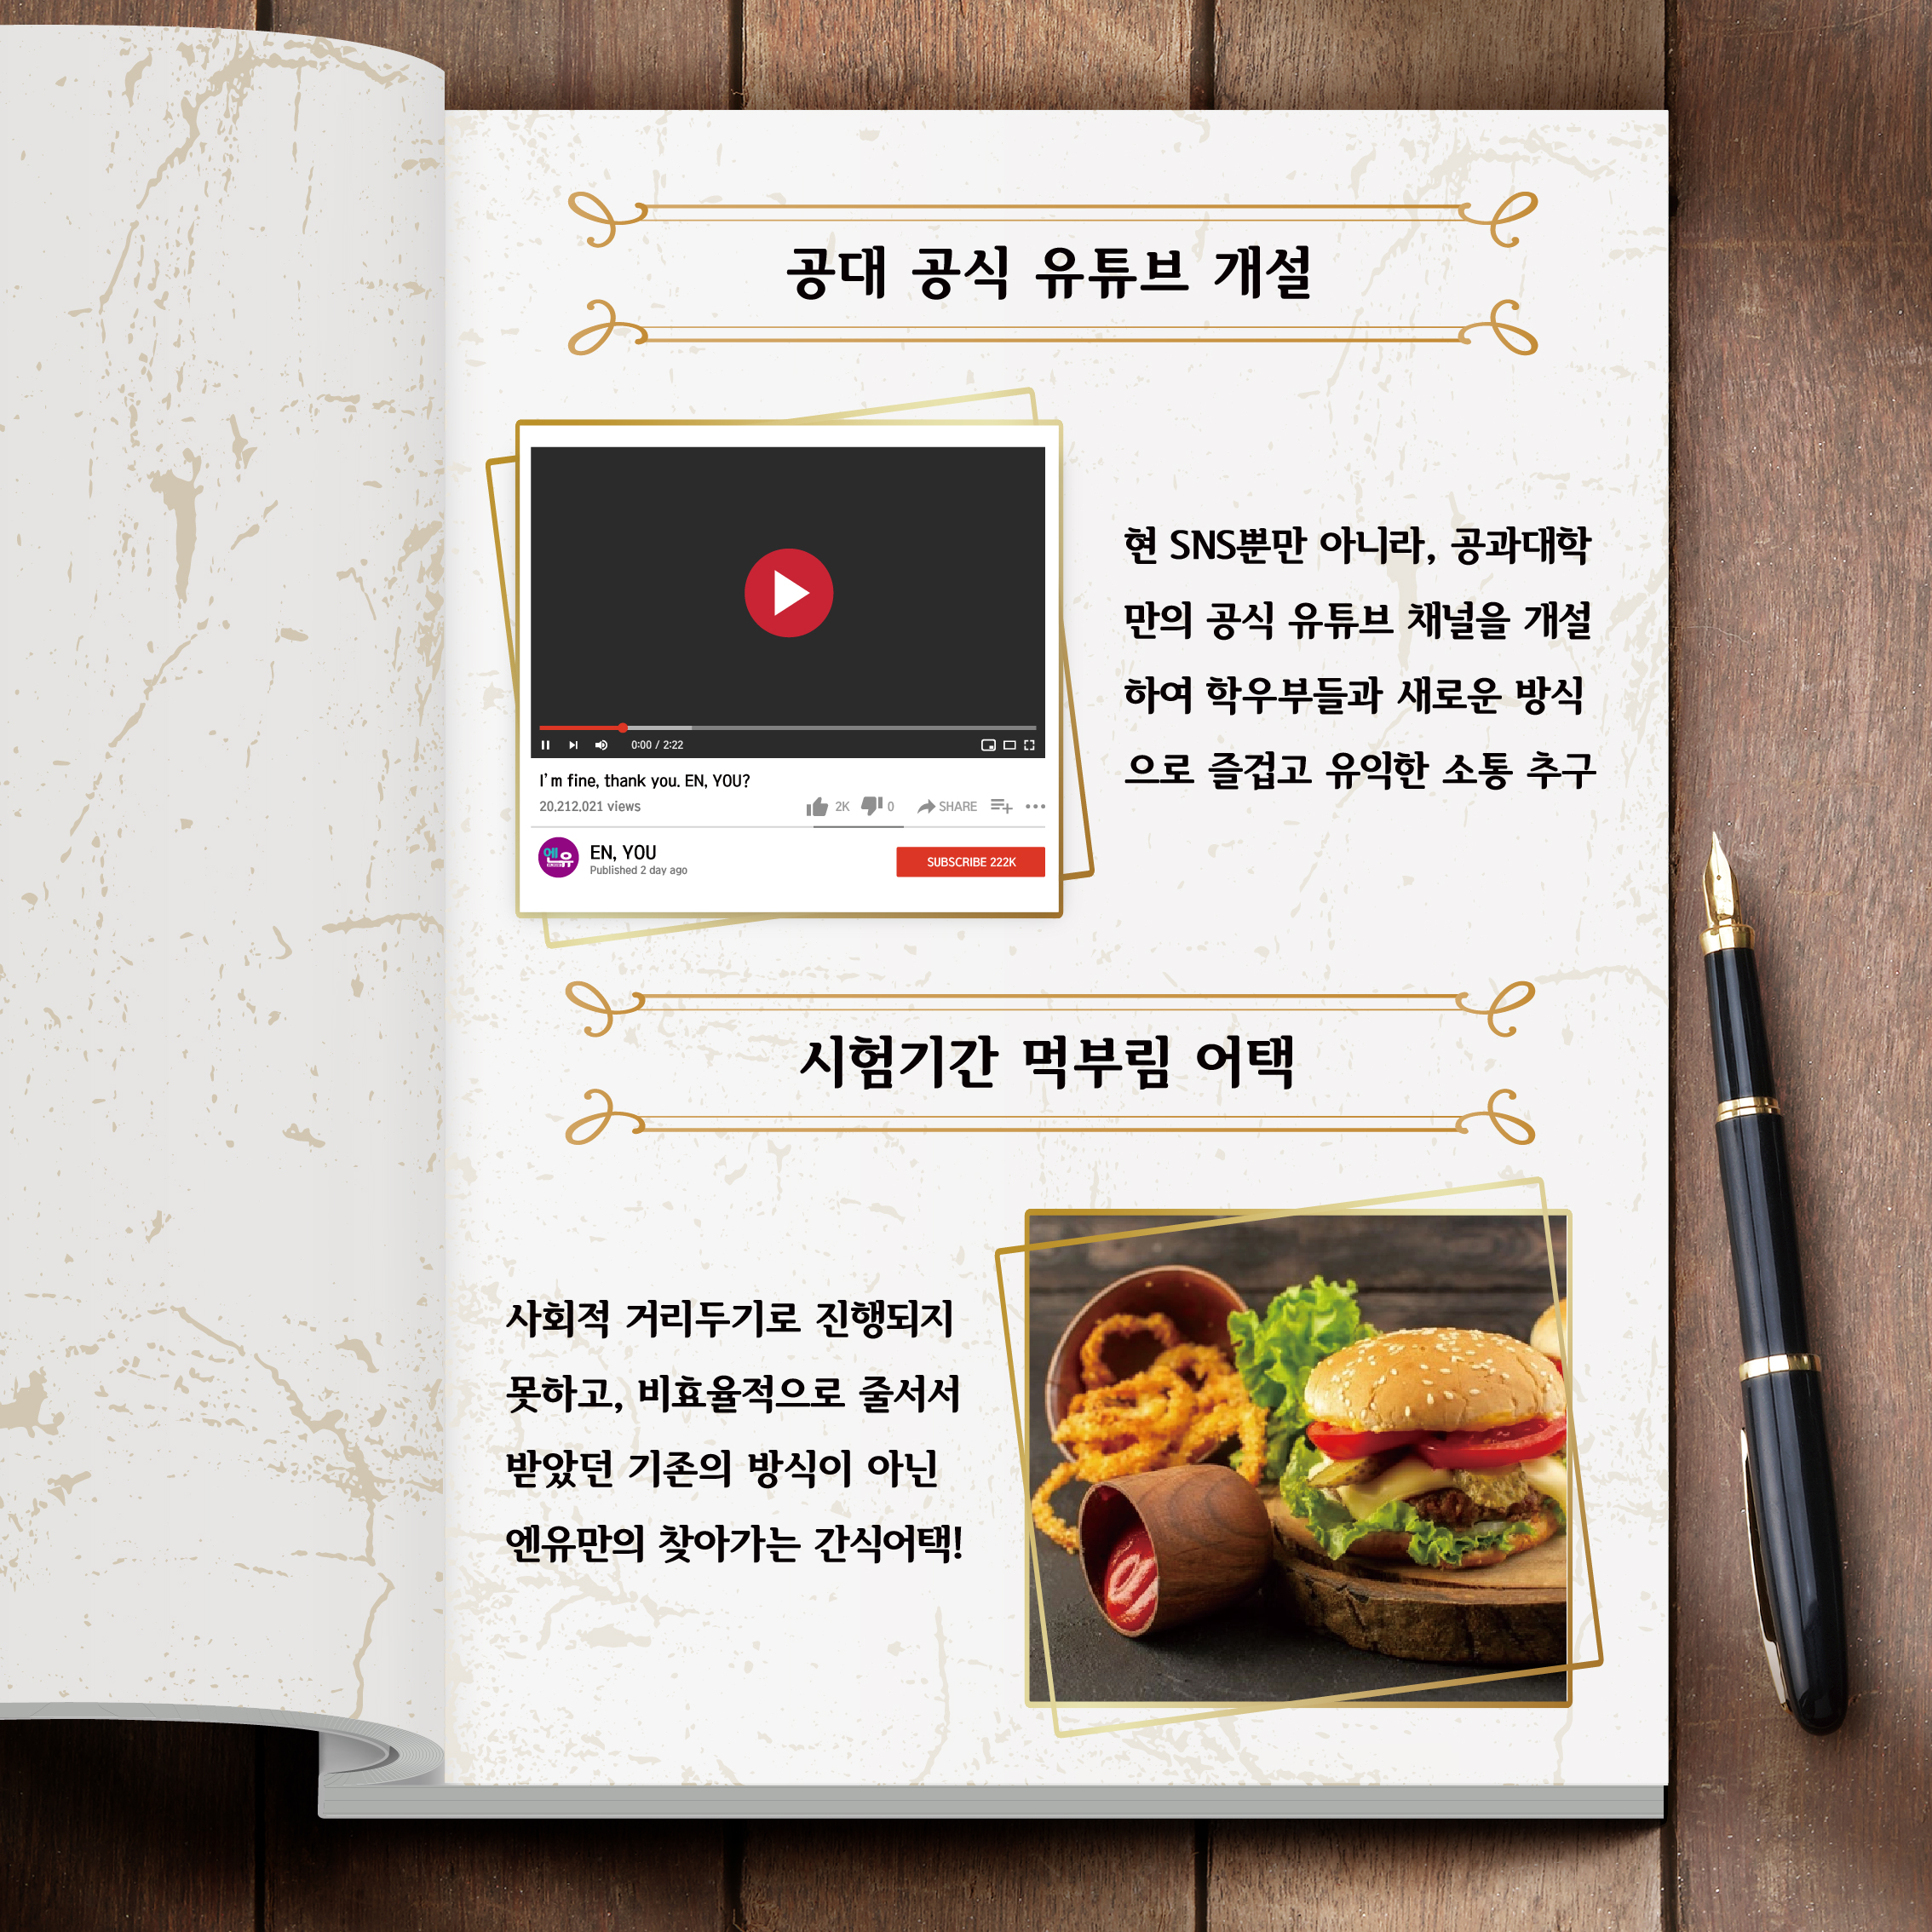 공대 공식 유튜브 개설
현 SNS뿐만 아니라, 공과대학
만의 공식 유튜브 채널을 개설
하여 학우부들과 새로운 방식
으로 즐겁고 유익한 소통 추구
0:00 / 2:22
I'm fine, thank you. EN, YOU?
20,212,021 views
2K
0
SHARE
엔유
EN, YOU
Published 2 day ago
SUBSCRIBE 222K
시험기간 먹부림 어택
사회적 거리두기로 진행되지
못하고, 비효율적으로 줄서서
받았던 기존의 방식이 아닌
엔유만의 찾아가는 간식어택!